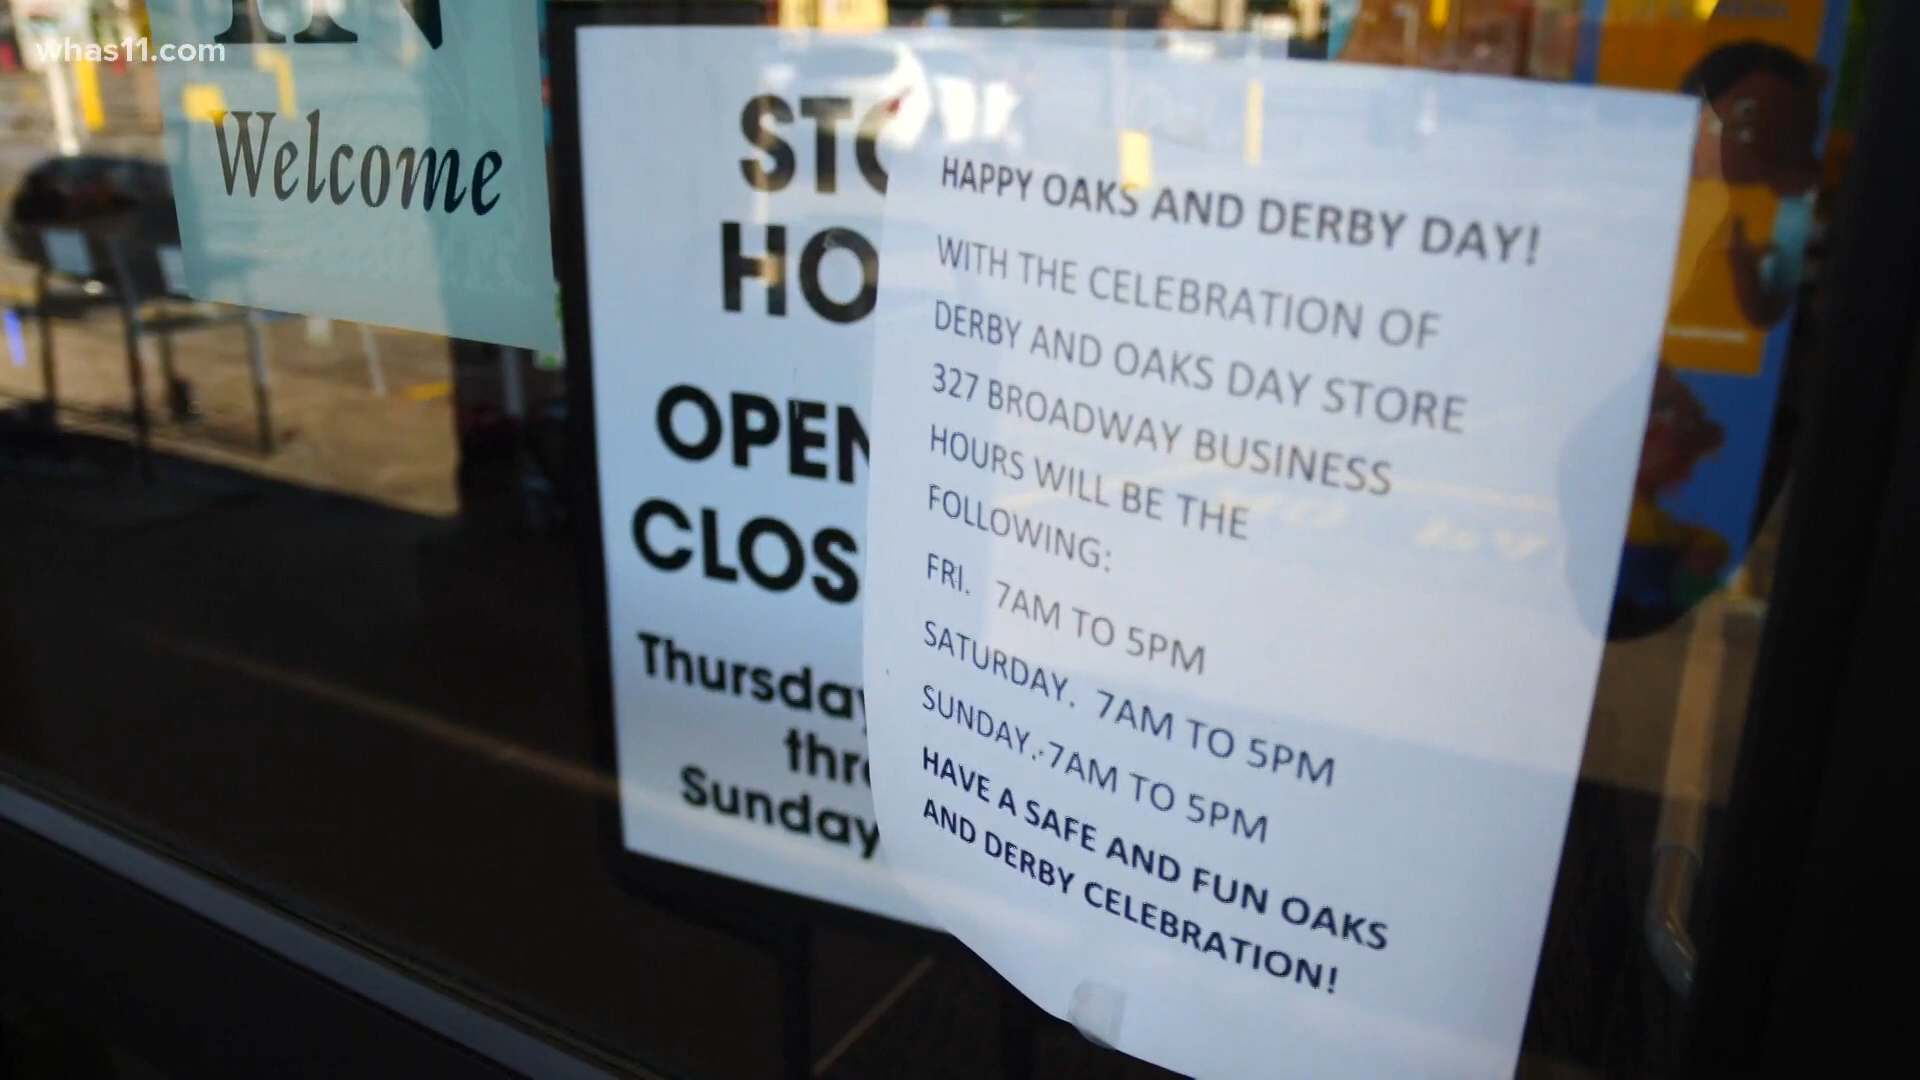 whas11.com
IN
Welcome
STO
HO
OPEN
CLOS
Thursday
thr
Sunday
HAPPY OAKS AND DERBY DAY!
WITH THE CELEBRATION OF
DERBY AND OAKS DAY STORE
327 BROADWAY BUSINESS
HOURS WILL BE THE
FOLLOWING:
FRI. 7AM TO 5PM
SATURDAY. 7AM TO 5PM
SUNDAY. 7AM TO 5PM
HAVE A SAFE AND FUN OAKS
AND DERBY CELEBRATION!